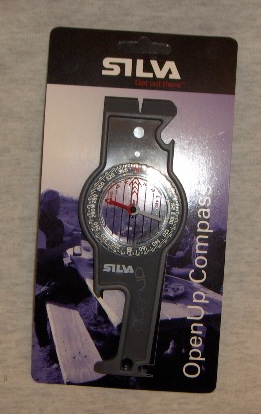 SILVA
Get out there
SILVA
OpenUp Compass